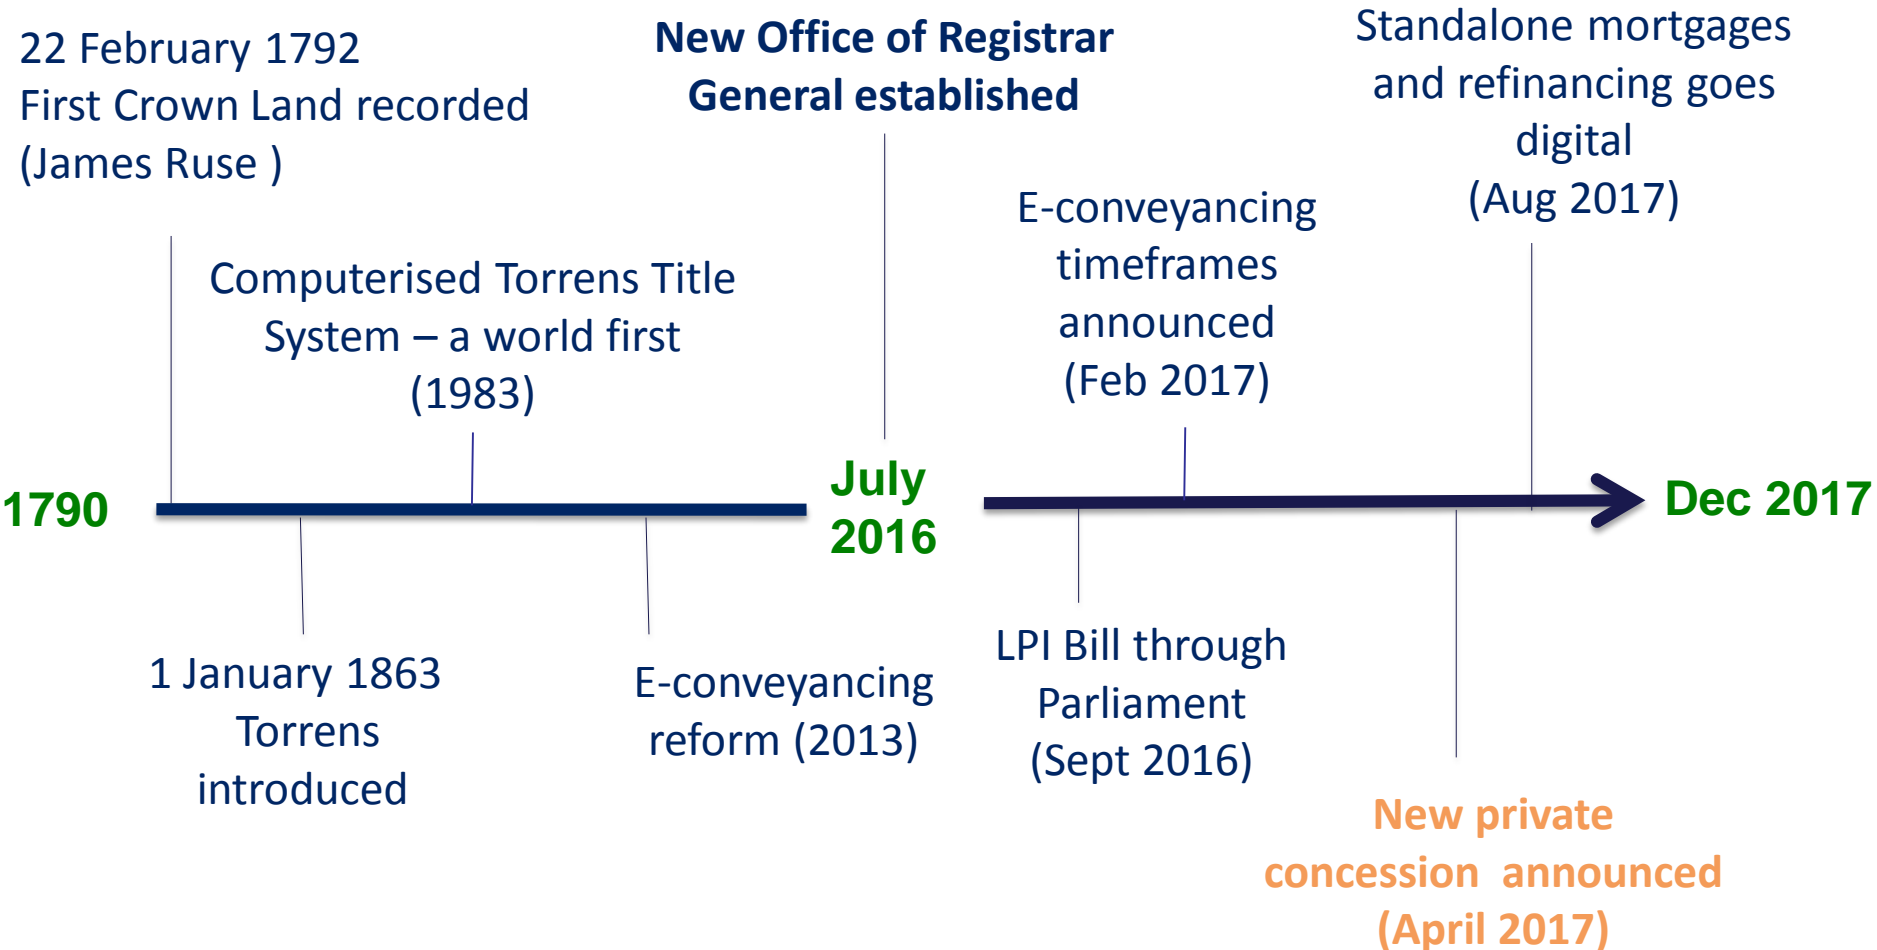 22 February 1792
First Crown Land recorded
(James Ruse )
New Office of Registrar
General established
Standalone mortgages
and refinancing goes
digital
(Aug 2017)
Computerised Torrens Title
System – a world first
(1983)
E-conveyancing
timeframes
announced
(Feb 2017)
1790
July
2016
Dec 2017
1 January 1863
Torrens
introduced
E-conveyancing
reform (2013)
LPI Bill through
Parliament
(Sept 2016)
New private
concession  announced
(April 2017)